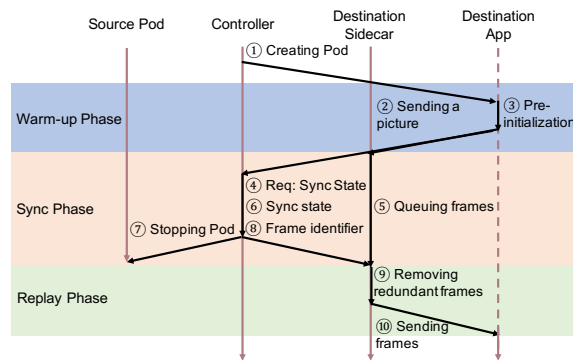 Source Pod
Controller
Destination
Sidecar
Destination
App
① Creating Pod
Warm-up Phase
② Sending a
picture
③ Pre-
initialization
Sync Phase
④ Req: Sync State
⑥ Sync state
⑤ Queuing frames
⑦ Stopping Pod
⑧ Frame identifier
Replay Phase
⑨ Removing
redundant frames
⑩ Sending
frames